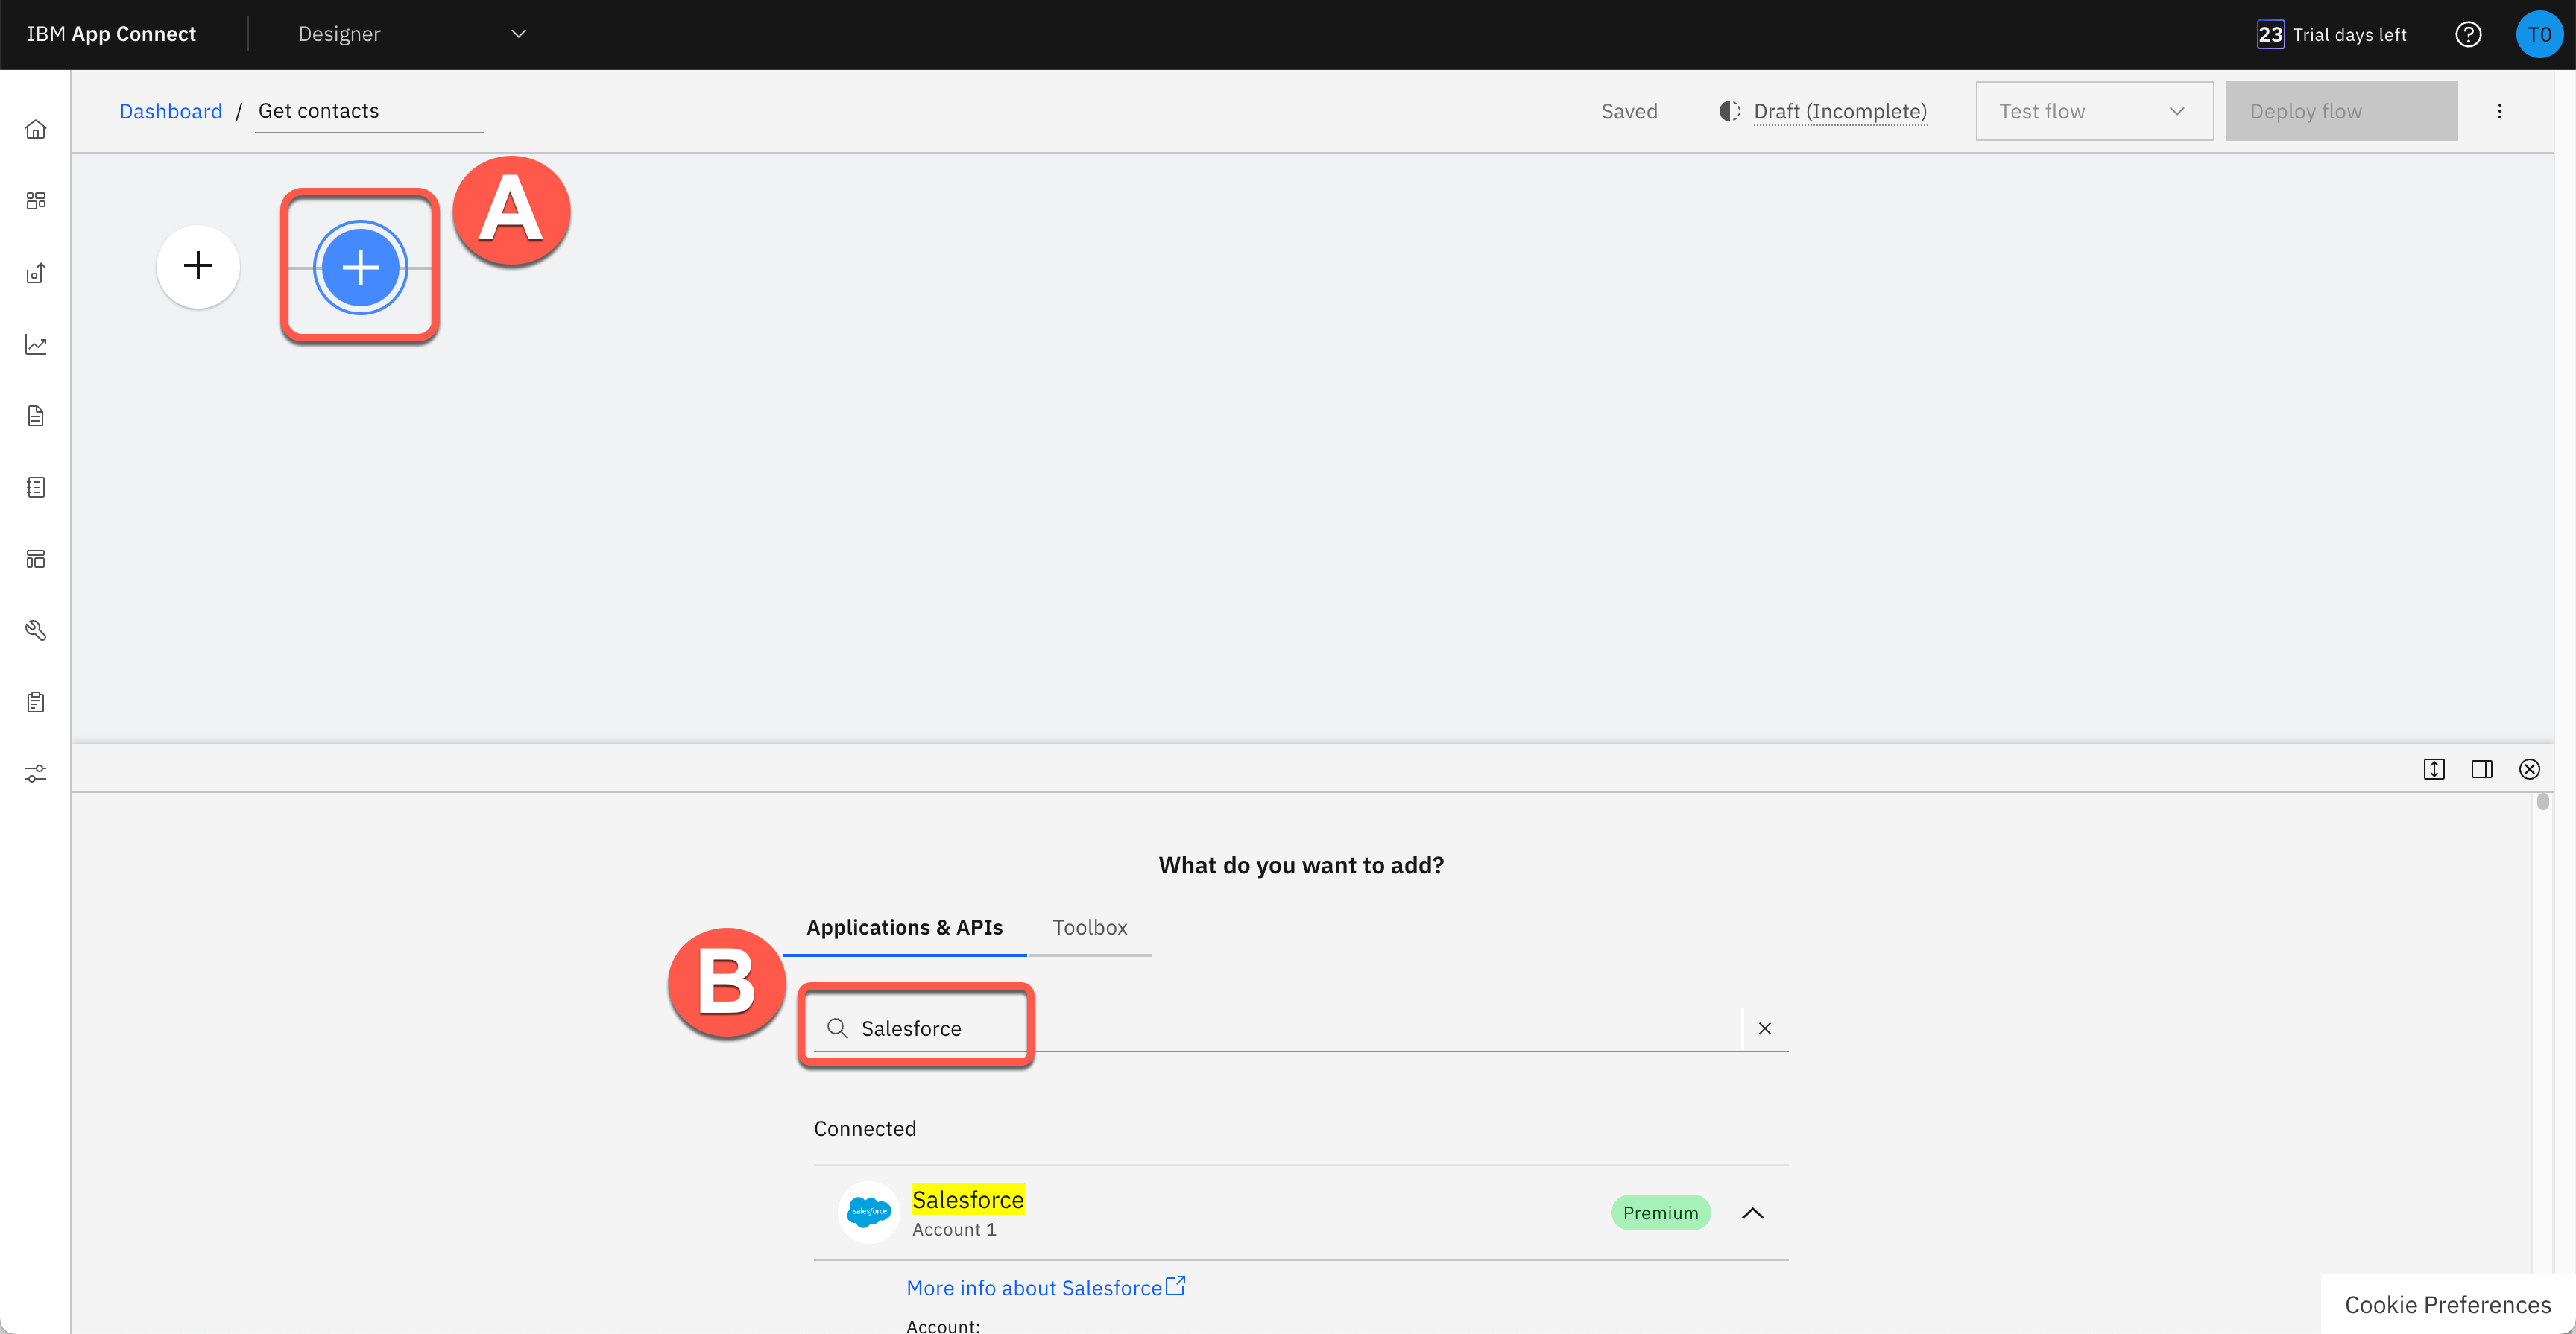 IBM App Connect
Designer
23 Trial days left
T0
Dashboard / Get contacts
Saved
Draft (Incomplete)
Test flow
Deploy flow
A
What do you want to add?
Applications & APIs
Toolbox
B
Salesforce
Connected
salesforce
Salesforce
Account 1
Premium
More info about Salesforce
Account:
Cookie Preferences